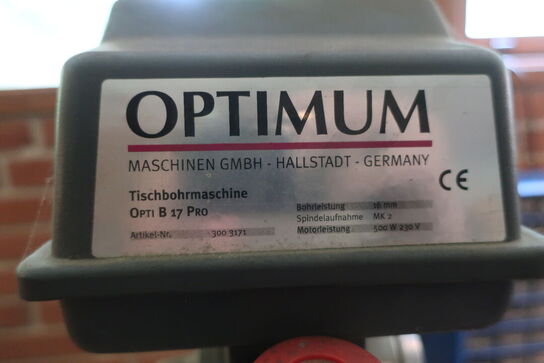 OPTIMUM
MASCHINEN GMBH - HALLSTADT - GERMANY
CE
Tischbohrmaschine
OPTI B 17 PRO
Artikel-Nr. 300 3171
Bohrleistung 16 mm
Spindelaufnahme MK 2
Motorleistung 500 W 230 V